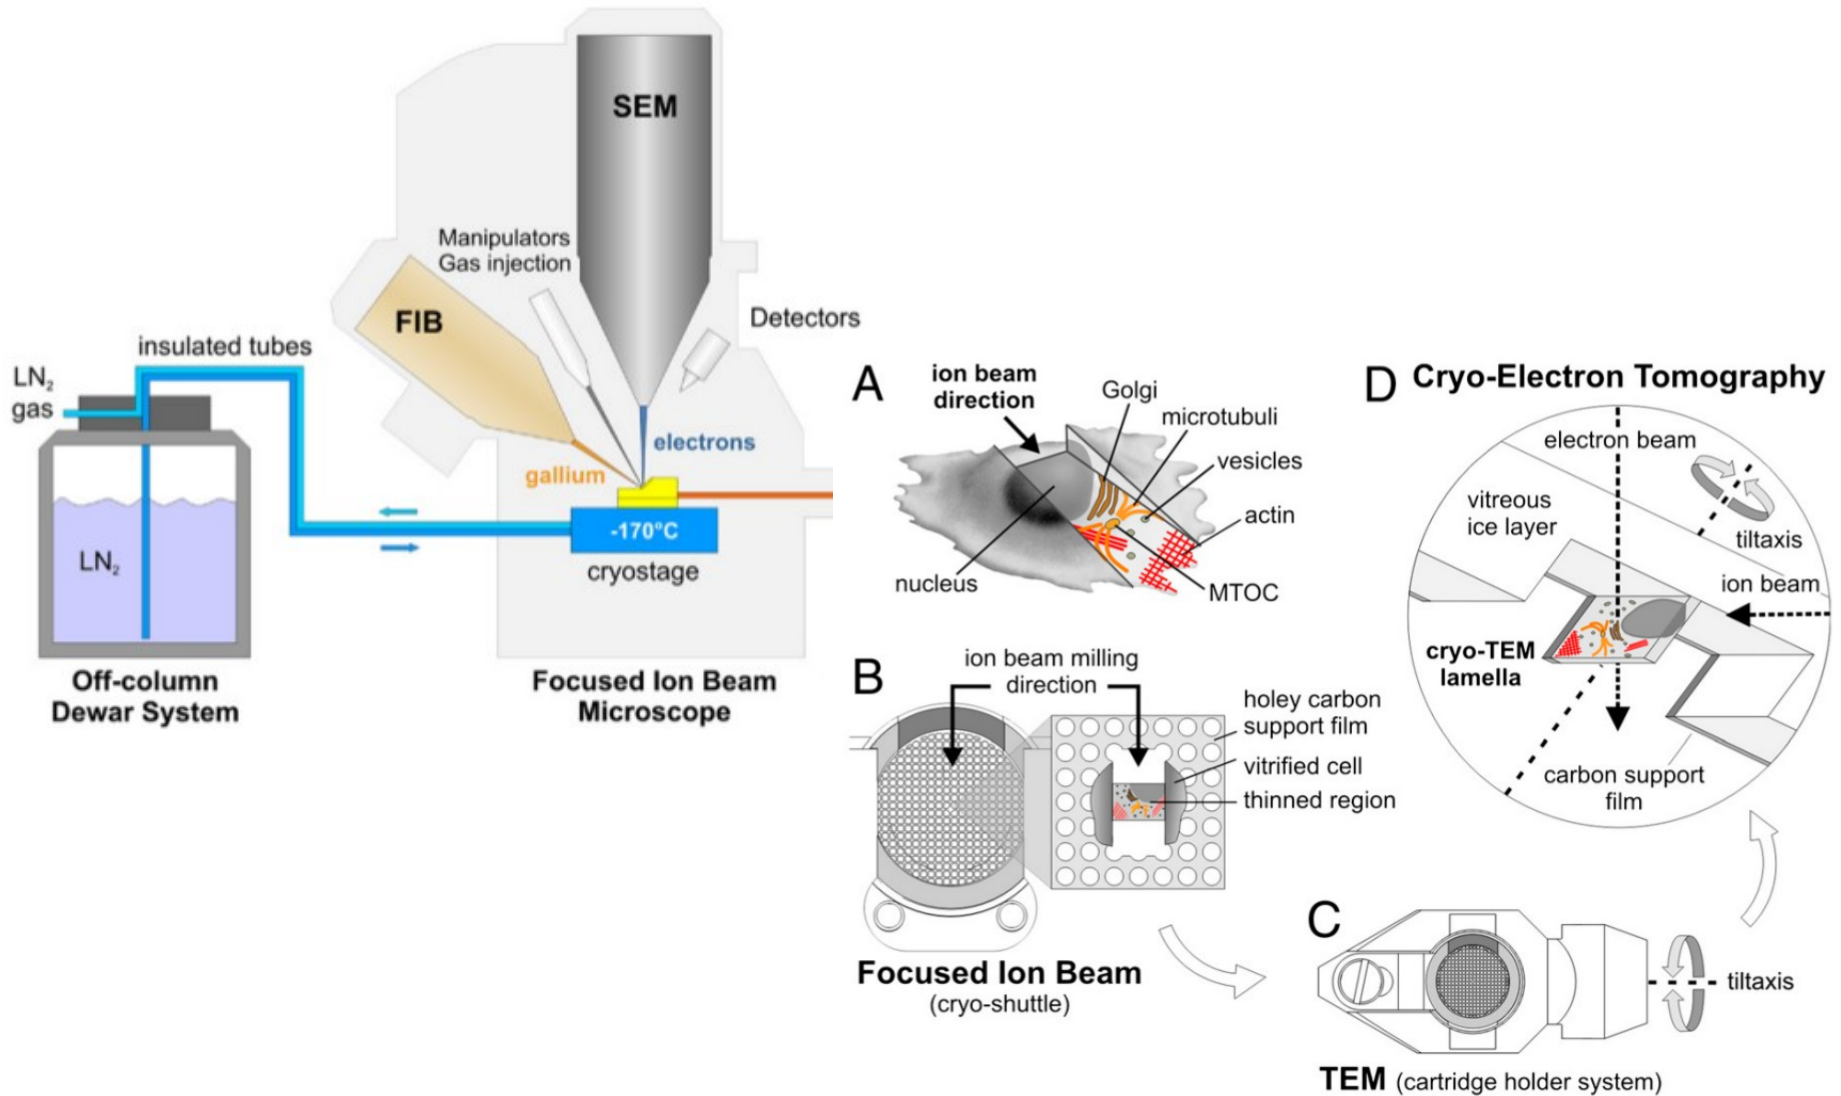 SEM
Manipulators
Gas injection
FIB
Detectors
insulated tubes
LN₂
gas
electrons
gallium
-170°C
cryostage
LN₂
Off-column
Dewar System
Focused Ion Beam
Microscope
A
ion beam
direction
Golgi
microtubuli
vesicles
actin
nucleus
MTOC
B
ion beam milling
direction
holey carbon
support film
vitrified cell
thinned region
Focused Ion Beam
(cryo-shuttle)
C
tiltaxis
TEM (cartridge holder system)
D Cryo-Electron Tomography
electron beam
vitreous
ice layer
tiltaxis
ion beam
cryo-TEM
lamella
carbon support
film